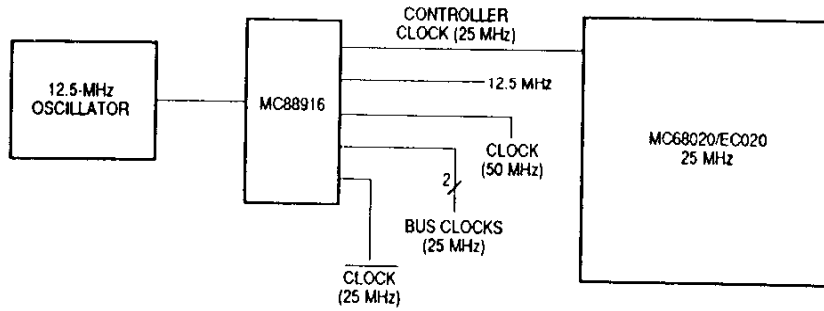 CONTROLLER
CLOCK (25 MHz)
12.5-MHz
OSCILLATOR
MC88916
12.5 MHz
CLOCK
(50 MHz)
2
BUS CLOCKS
(25 MHz)
CLOCK
(25 MHz)
MC68020/EC020
25 MHz